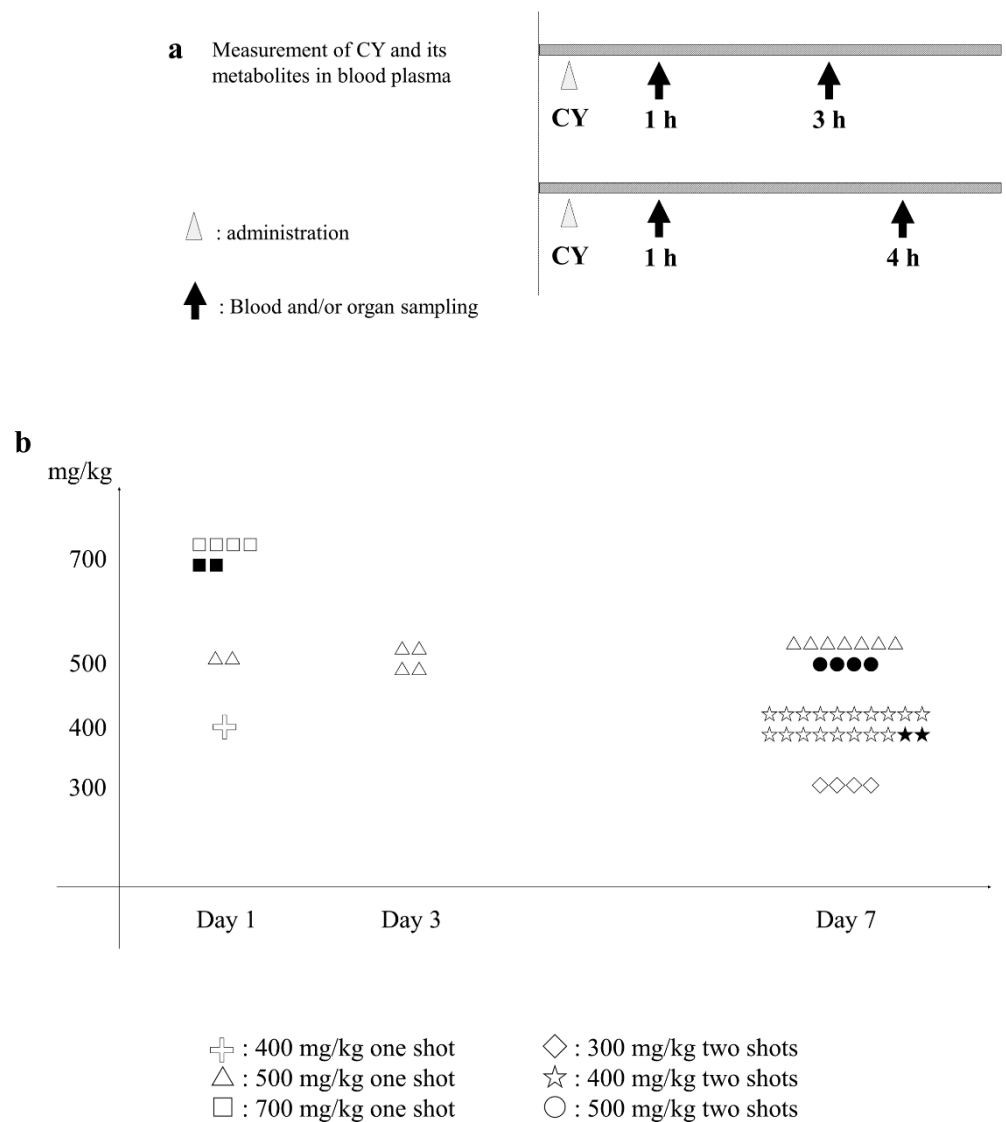 a Measurement of CY and its
metabolites in blood plasma
CY 1 h 3 h
CY 1 h 4 h
: administration
: Blood and/or organ sampling
b
mg/kg
700
500
400
300
Day 1 Day 3 Day 7
: 400 mg/kg one shot
: 500 mg/kg one shot
: 700 mg/kg one shot
: 300 mg/kg two shots
: 400 mg/kg two shots
: 500 mg/kg two shots